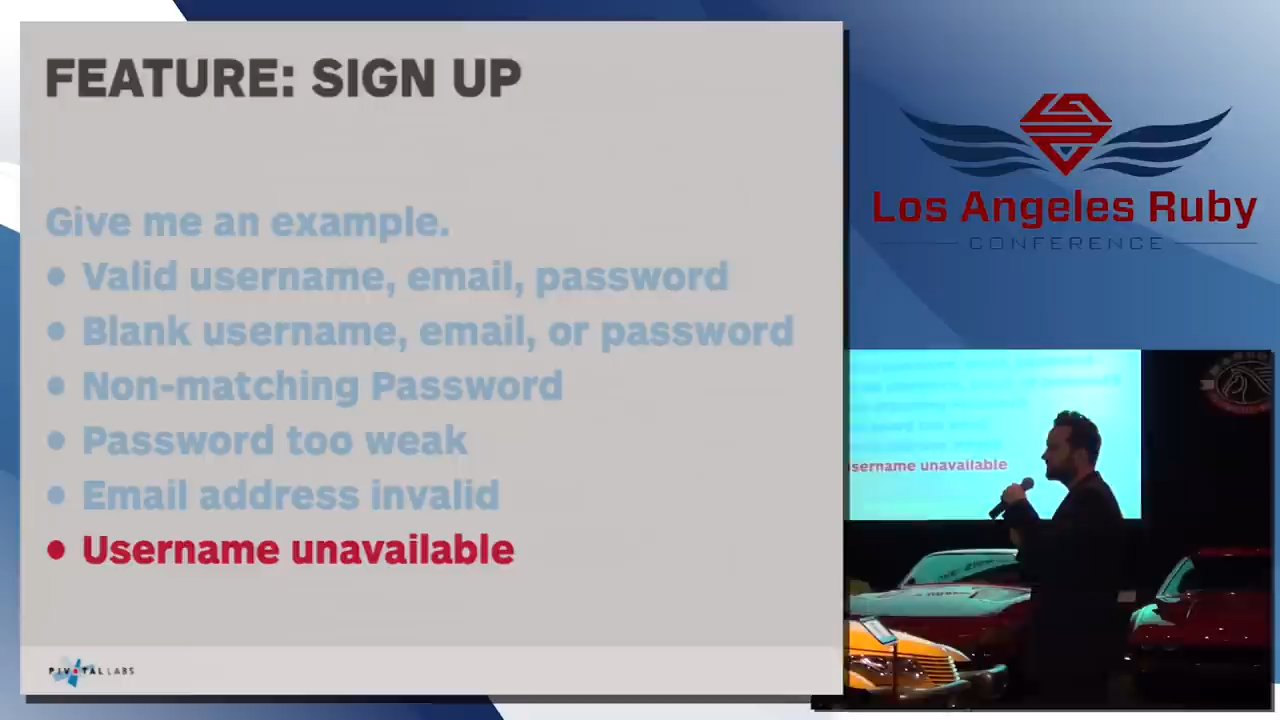 FEATURE: SIGN UP
Give me an example.
• Valid username, email, password
• Blank username, email, or password
• Non-matching Password
• Password too weak
• Email address invalid
• Username unavailable
PIVOTAL LABS
Los Angeles Ruby
CONFERENCE
sername unavailable